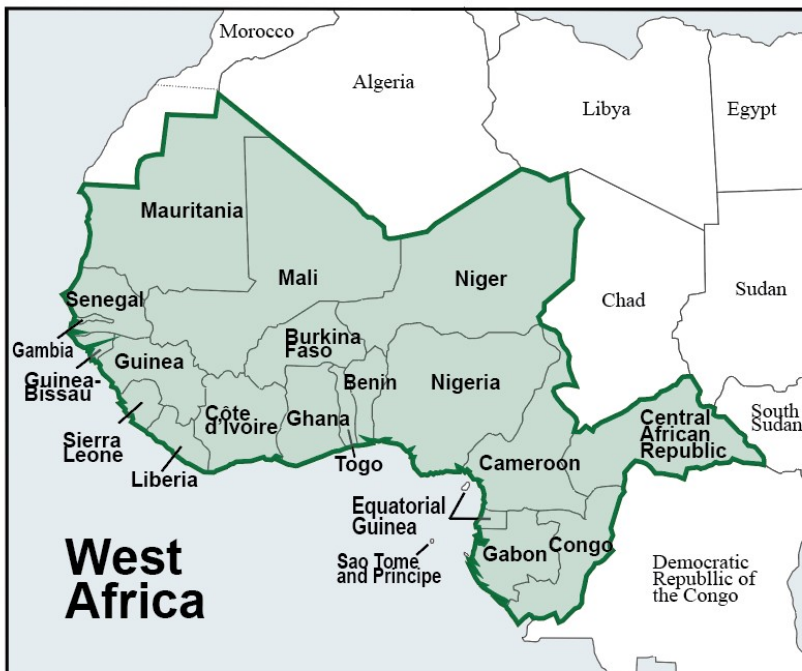 Morocco
Algeria
Libya
Egypt
Mauritania
Mali
Niger
Chad
Sudan
Senegal
Gambia
Guinea-
Bissau
Guinea
Burkina
Faso
Benin
Nigeria
Sierra
Leone
Liberia
Côte
d'Ivoire
Ghana
Togo
Cameroon
Central
African
Republic
South
Sudan
Equatorial
Guinea
Sao Tome
and Principe
Gabon
Congo
Democratic
Republlic of
the Congo
West
Africa